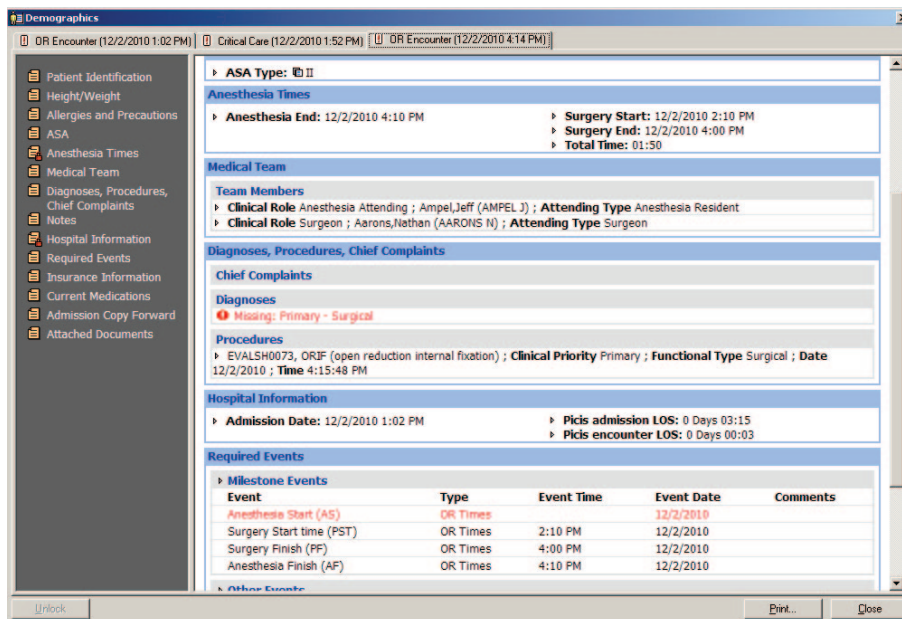 Demographics
OR Encounter (12/2/2010 1:02 PM) Critical Care (12/2/2010 1:52 PM) OR Encounter (12/2/2010 4:14 PM)
Patient Identification
Height/Weight
Allergies and Precautions
ASA
Anesthesia Times
Medical Team
Diagnoses, Procedures,
Chief Complaints
Notes
Hospital Information
Required Events
Insurance Information
Current Medications
Admission Copy Forward
Attached Documents
ASA Type: II
Anesthesia Times
Anesthesia End: 12/2/2010 4:10 PM
Surgery Start: 12/2/2010 2:10 PM
Surgery End: 12/2/2010 4:00 PM
Total Time: 01:50
Medical Team
Team Members
Clinical Role Anesthesia Attending ; Ampel,Jeff (AMPEL J) ; Attending Type Anesthesia Resident
Clinical Role Surgeon ; Aarons,Nathan (AARONS N) ; Attending Type Surgeon
Diagnoses, Procedures, Chief Complaints
Chief Complaints
Diagnoses
Missing: Primary - Surgical
Procedures
EVALSH0073, ORIF (open reduction internal fixation) ; Clinical Priority Primary ; Functional Type Surgical ; Date
12/2/2010 ; Time 4:15:48 PM
Hospital Information
Admission Date: 12/2/2010 1:02 PM
Picis admission LOS: 0 Days 03:15
Picis encounter LOS: 0 Days 00:03
Required Events
Milestone Events
Event Type Event Time Event Date Comments
Anesthesia Start (AS) OR Times 12/2/2010
Surgery Start time (PST) OR Times 2:10 PM 12/2/2010
Surgery Finish (PF) OR Times 4:00 PM 12/2/2010
Anesthesia Finish (AF) OR Times 4:10 PM 12/2/2010
Other Events
Unlock Print... Close